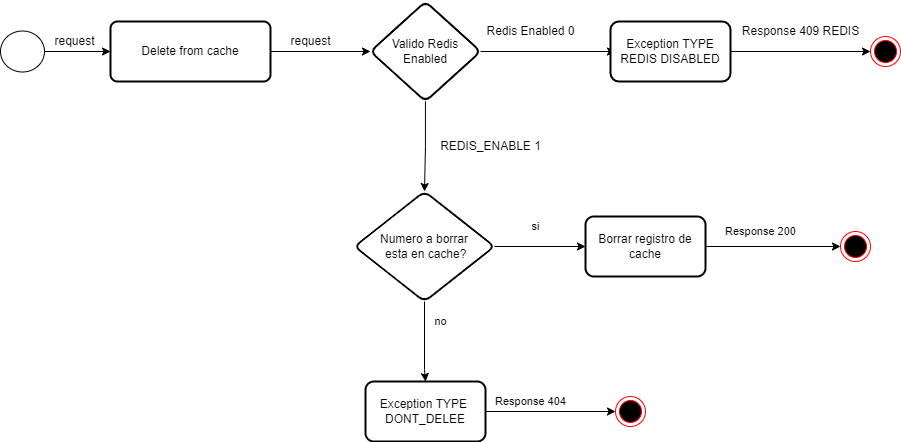 request
Delete from cache
request
Valido Redis
Enabled
Redis Enabled 0
Exception TYPE
REDIS DISABLED
Response 409 REDIS
REDIS_ENABLE 1
Numero a borrar
esta en cache?
si
Borrar registro de
cache
Response 200
no
Exception TYPE
DONT_DELEE
Response 404